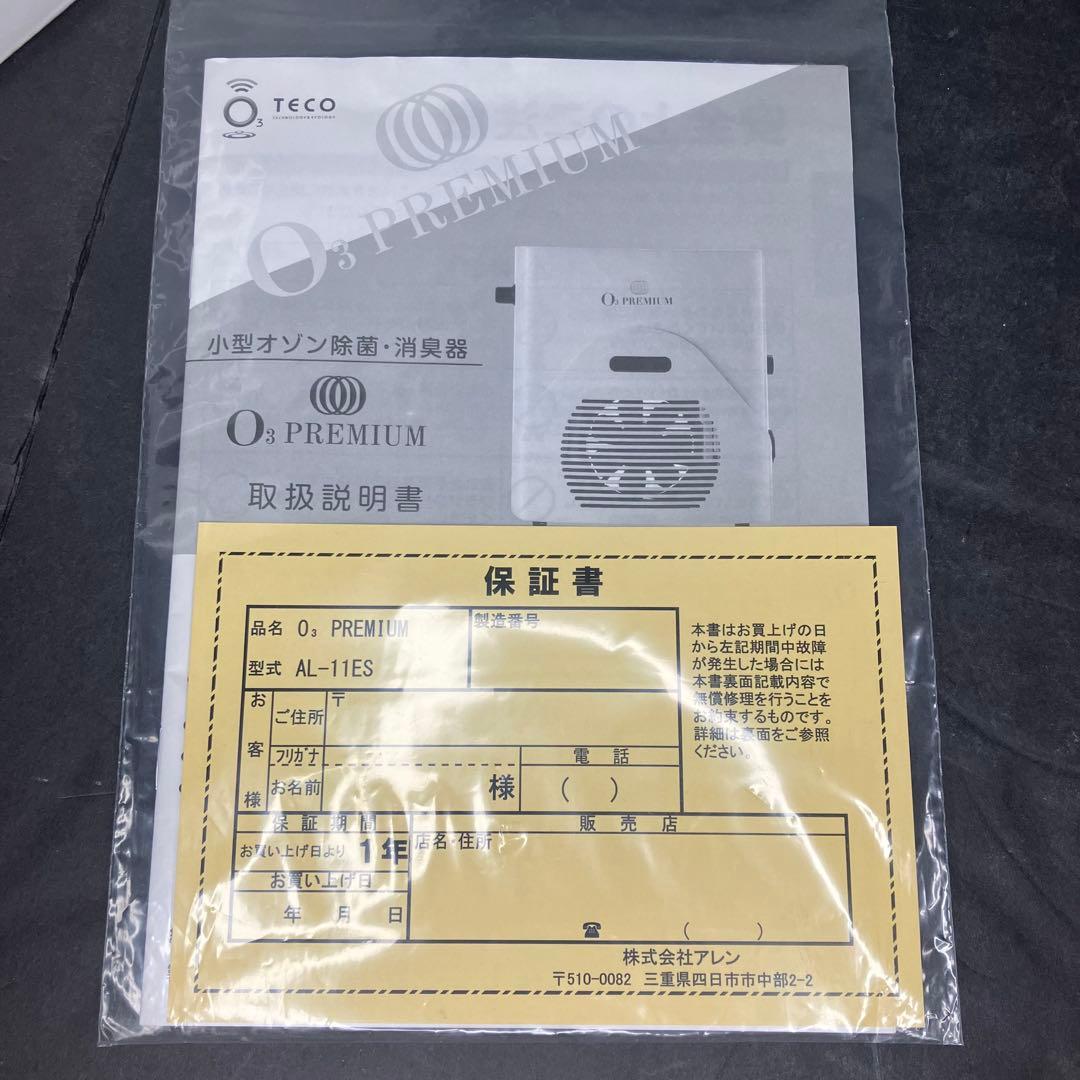 TECO
TECHNOLOGY&ECOLOGY
O3 PREMIUM
O3 PREMIUM
小型オゾン除菌・消臭器
O3 PREMIUM
取扱説明書
保証書
品名 O₃ PREMIUM
製造番号
型式 AL-11ES
本書はお買上げの日
から左記期間中故障
が発生した場合には
本書裏面記載内容で
無償修理を行うことを
お約束するものです。
詳細は裏面をご参照
ください。
お客様
ご住所
〒
フリガナ
電話
お名前
様
( )
保証期間
販売店
お買い上げ日より 1年
店名・住所
お買い上げ日
年 月 日
☎ ( )
株式会社アレン
〒510-0082 三重県四日市市中部2-2